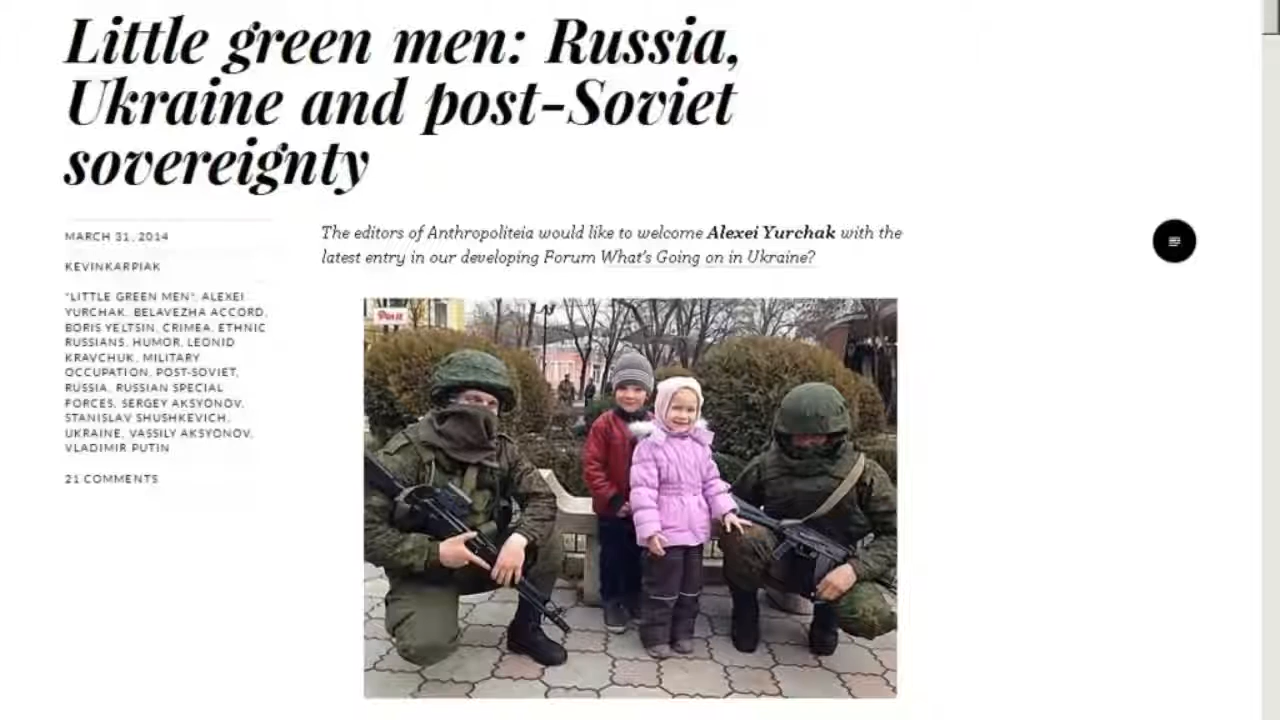 Little green men: Russia,
Ukraine and post-Soviet
sovereignty
MARCH 31, 2014
KEVINKARPIAK
"LITTLE GREEN MEN", ALEXEI
YURCHAK, BELAVEZHA ACCORD,
BORIS YELTSIN, CRIMEA, ETHNIC
RUSSIANS, HUMOR, LEONID
KRAVCHUK, MILITARY
OCCUPATION, POST-SOVIET,
RUSSIA, RUSSIAN SPECIAL
FORCES, SERGEY AKSYONOV,
STANISLAV SHUSHKEVICH,
UKRAINE, VASSILY AKSYONOV,
VLADIMIR PUTIN
21 COMMENTS
The editors of Anthropoliteia would like to welcome Alexei Yurchak with the
latest entry in our developing Forum What's Going on in Ukraine?
Pin it